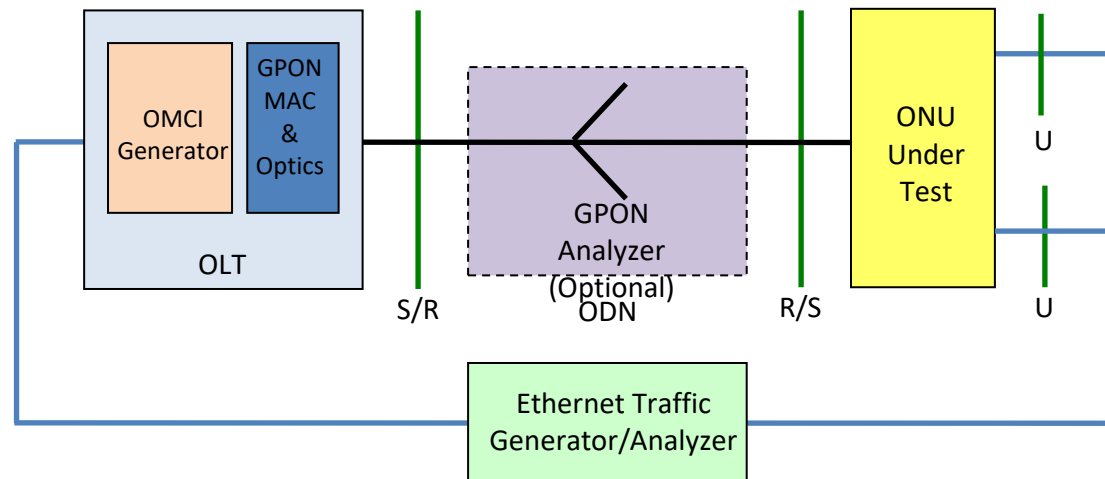 OMCI
Generator
GPON
MAC
&
Optics
OLT
S/R
GPON
Analyzer
(Optional)
ODN
R/S
ONU
Under
Test
U
U
Ethernet Traffic
Generator/Analyzer